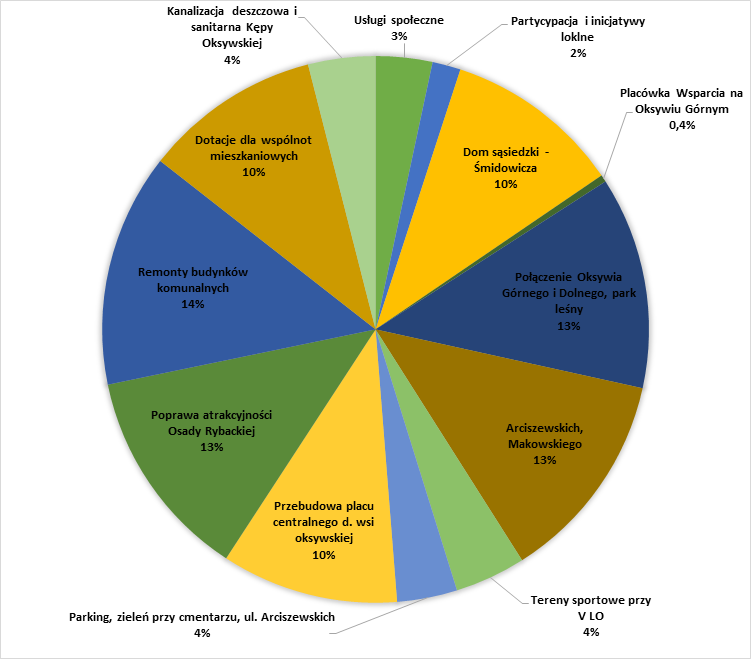 Kanalizacja deszczowa i
sanitarna Kępy
Oksywskiej
4%
Usługi społeczne
3%
Partycypacja i inicjatywy
loklne
2%
Placówka Wsparcia na
Oksywiu Górnym
0,4%
Dom sąsiedzki -
Śmidowicza
10%
Połączenie Oksywia
Górnego i Dolnego, park
leśny
13%
Arciszewskich,
Makowskiego
13%
Tereny sportowe przy
V LO
4%
Parking, zieleń przy cmentarzu, ul. Arciszewskich
4%
Przebudowa placu
centralnego d. wsi
oksywskiej
10%
Poprawa atrakcyjności
Osady Rybackiej
13%
Remonty budynków
komunalnych
14%
Dotacje dla wspólnot
mieszkaniowych
10%